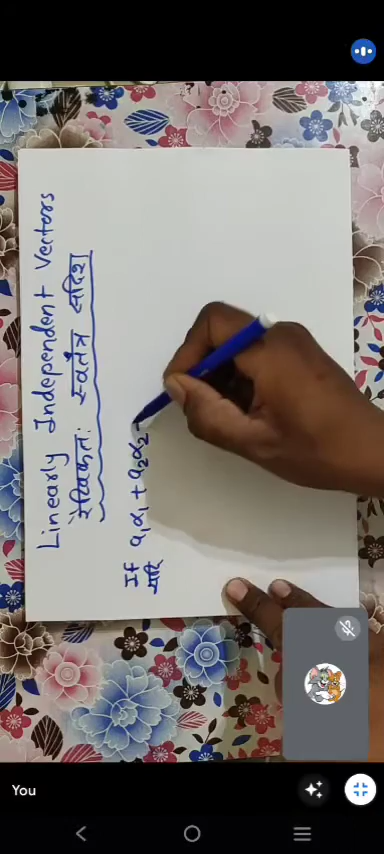 Linearly Independent Vectors
रैखिकतः स्वतंत्र सदिश
If a₁α₁ + a₂α₂
यदि
You